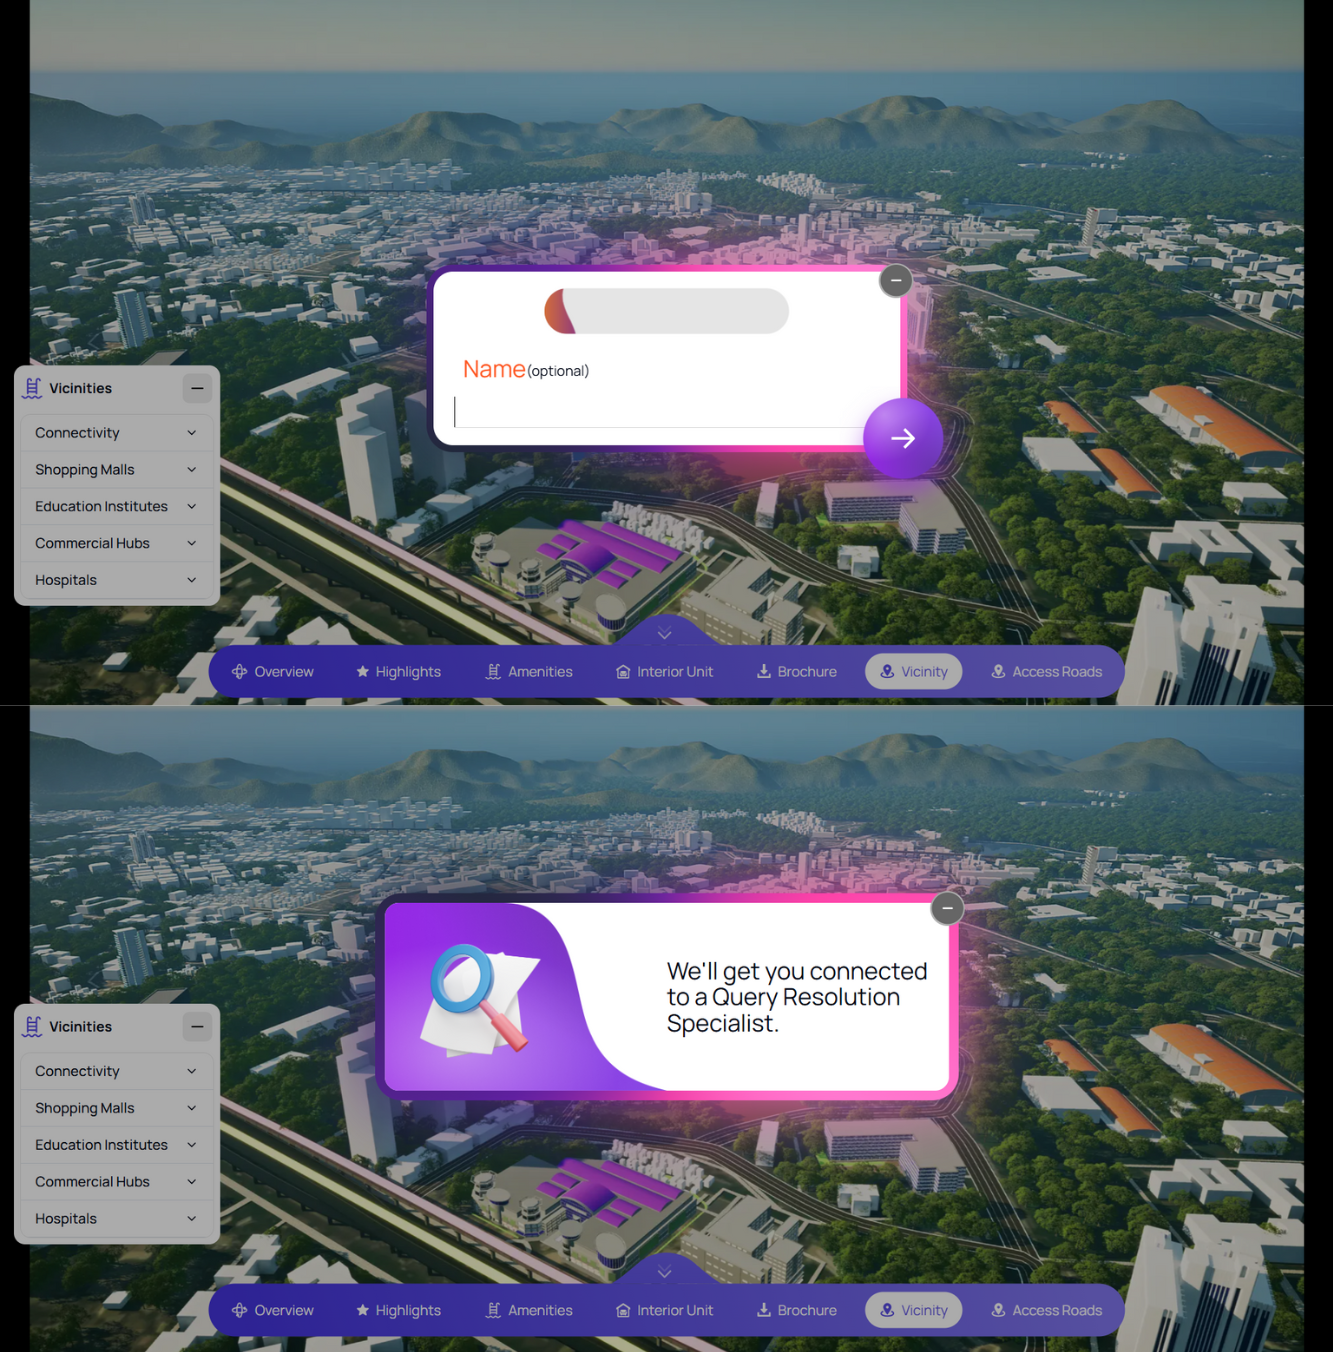 Name(optional)
Vicinities
Connectivity
Shopping Malls
Education Institutes
Commercial Hubs
Hospitals
Overview
Highlights
Amenities
Interior Unit
Brochure
Vicinity
Access Roads
We'll get you connected
to a Query Resolution
Specialist.
Vicinities
Connectivity
Shopping Malls
Education Institutes
Commercial Hubs
Hospitals
Overview
Highlights
Amenities
Interior Unit
Brochure
Vicinity
Access Roads